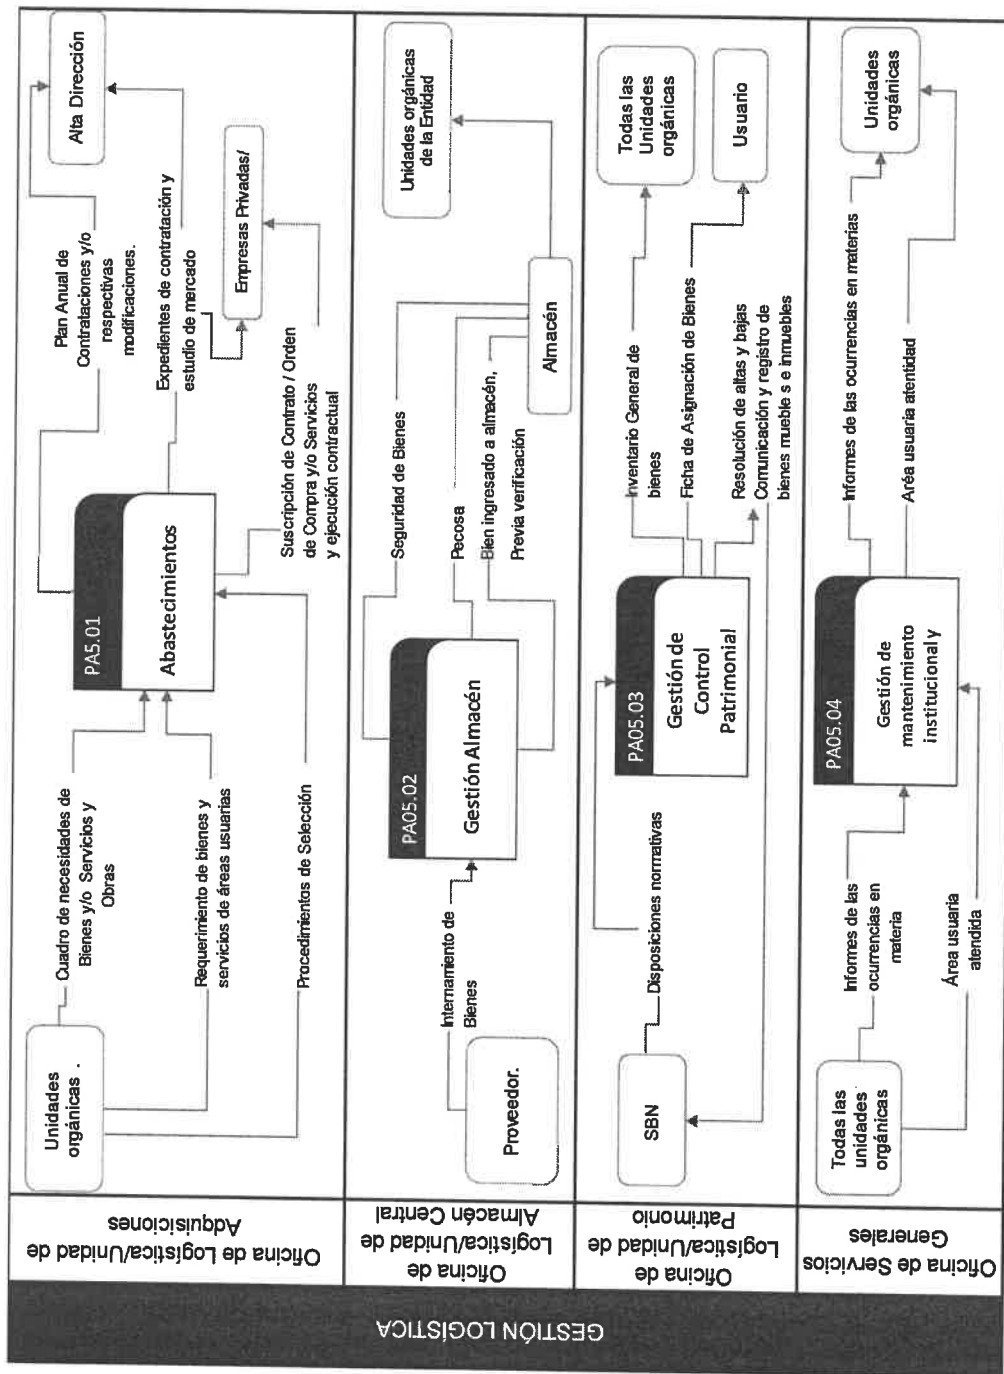 GESTIÓN LOGÍSTICA
Oficina de Logística/Unidad de
Adquisiciones
Unidades
orgánicas .
Cuadro de necesidades de
Bienes y/o Servicios y
Obras
Requerimiento de bienes y
servicios de áreas usuarias
Procedimientos de Selección
PA5.01
Abastecimientos
Plan Anual de
Contrataciones y/o
respectivas
modificaciones.
Expedientes de contratación y
estudio de mercado
Suscripción de Contrato / Orden
de Compra y/o Servicios
y ejecución contractual
Alta Dirección
Empresas Privadas/
Oficina de
Logística/Unidad de
Almacén Central
Proveedor.
Internamiento de
Bienes
PA05.02
Gestión Almacén
Seguridad de Bienes
Pecosa
Bien ingresado a almacén,
Previa verificación
Almacén
Unidades orgánicas
de la Entidad
Oficina de
Logística/Unidad de
Patrimonio
SBN
Disposiciones normativas
PA05.03
Gestión de
Control
Patrimonial
Inventario General de
bienes
Ficha de Asignación de Bienes
Resolución de altas y bajas
Comunicación y registro de
bienes mueble s e inmuebles
Todas las
Unidades
orgánicas
Usuario
Oficina de Servicios
Generales
Todas las
unidades
orgánicas
Informes de las
ocurrencias en
materia
Área usuaria
atendida
PA05.04
Gestión de
mantenimiento
institucional y
Informes de las ocurrencias en materias
Aréa usuaria atentidad
Unidades
orgánicas